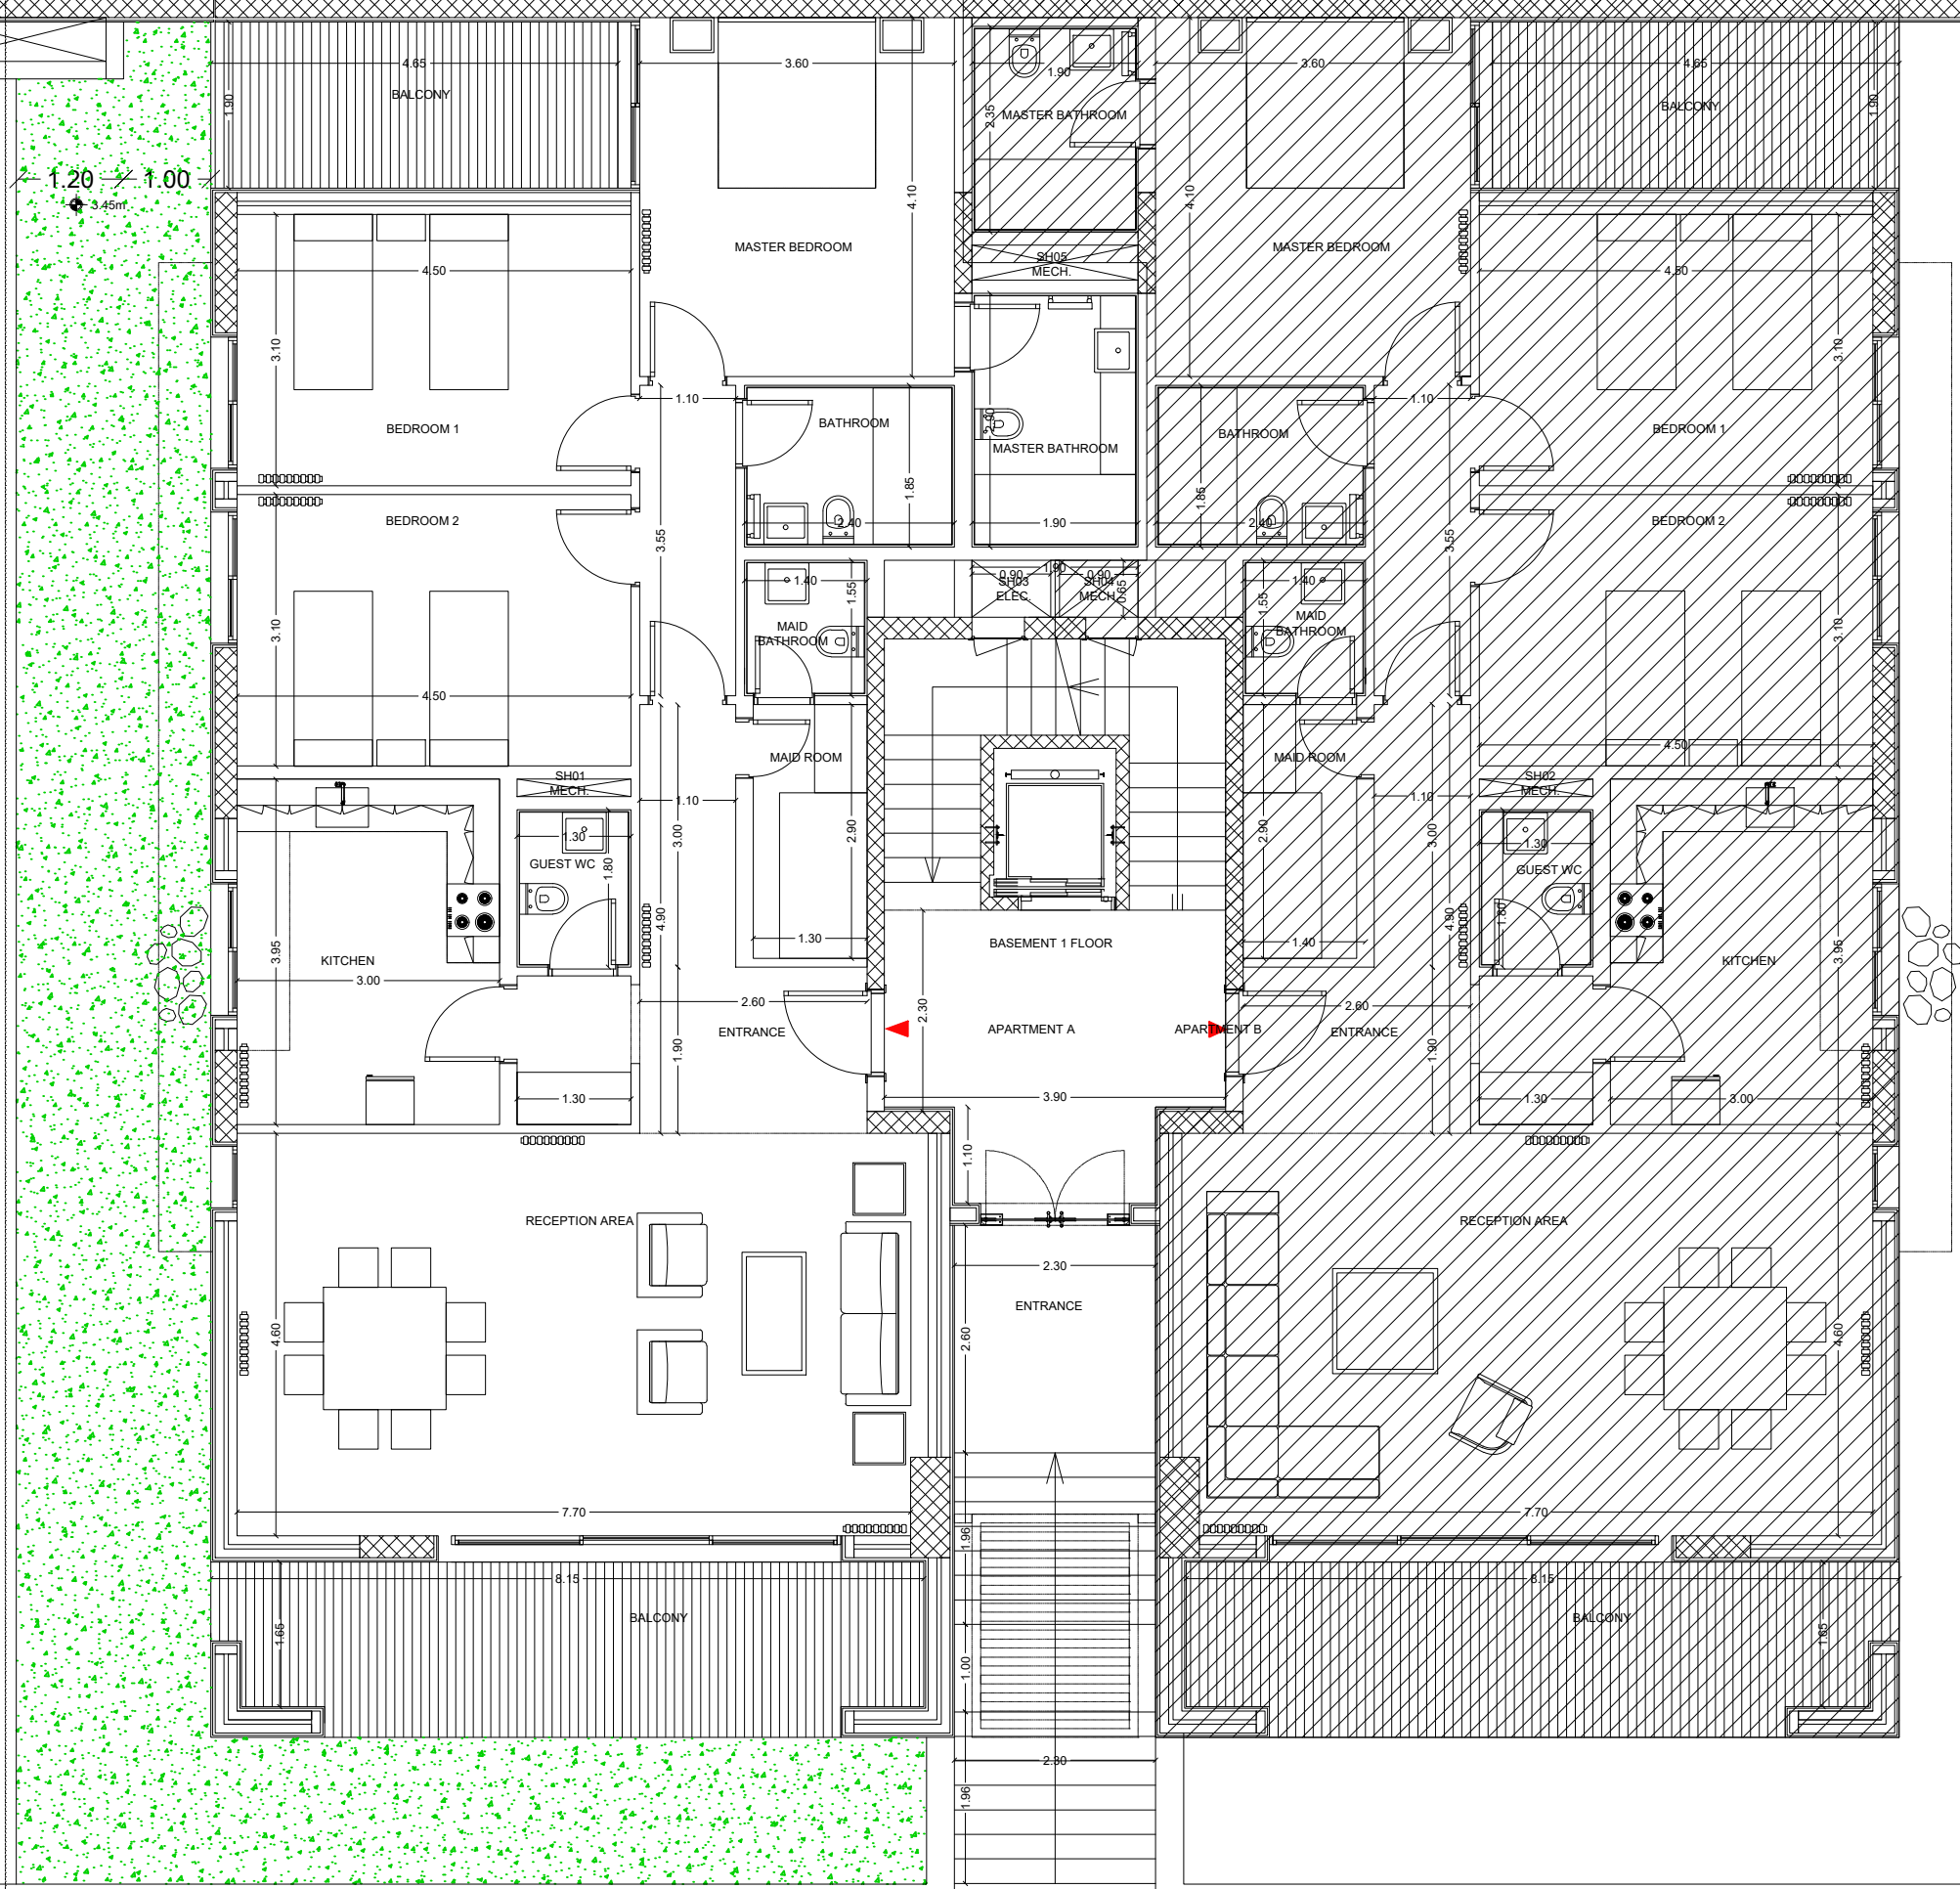 4.65
3.60
1.90
3.60
4.65
BALCONY
1.90
2.35
MASTER BATHROOM
BALCONY
1.90
1.20
1.00
3.45m
4.10
4.10
MASTER BEDROOM
SH05
MECH.
MASTER BEDROOM
4.50
4.50
3.10
3.10
1.10
1.10
BEDROOM 1
BATHROOM
2.90
MASTER BATHROOM
BATHROOM
BEDROOM 1
1.85
1.85
BEDROOM 2
2.40
1.90
2.40
BEDROOM 2
3.55
3.55
1.90
0.90
0.90
1.40
1.55
SH03
ELEC.
SH04
MECH.
0.65
1.40
1.55
3.10
MAID
BATHROOM
MAID
BATHROOM
3.10
4.50
4.50
MAID ROOM
MAID ROOM
SH01
MECH.
SH02
MECH.
1.10
1.10
1.30
3.00
2.90
2.90
3.00
1.30
GUEST WC
1.80
GUEST WC
1.80
4.90
4.90
3.95
1.30
BASEMENT 1 FLOOR
1.40
3.95
KITCHEN
KITCHEN
3.00
2.60
2.30
2.60
ENTRANCE
APARTMENT A
APARTMENT B
ENTRANCE
1.90
1.90
1.30
3.90
1.30
3.00
1.10
RECEPTION AREA
RECEPTION AREA
2.30
ENTRANCE
4.60
2.60
4.60
7.70
7.70
1.96
8.15
8.15
BALCONY
BALCONY
1.65
1.65
1.00
2.30
1.96